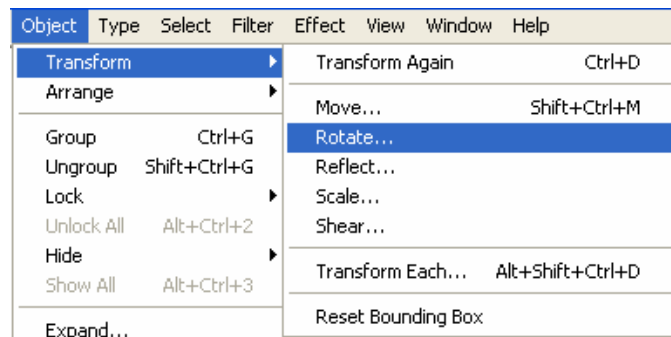 Object Type Select Filter Effect View Window Help
Transform
Arrange
Group Ctrl+G
Ungroup Shift+Ctrl+G
Lock
Unlock All Alt+Ctrl+2
Hide
Show All Alt+Ctrl+3
Expand...
Transform Again Ctrl+D
Move... Shift+Ctrl+M
Rotate...
Reflect...
Scale...
Shear...
Transform Each... Alt+Shift+Ctrl+D
Reset Bounding Box